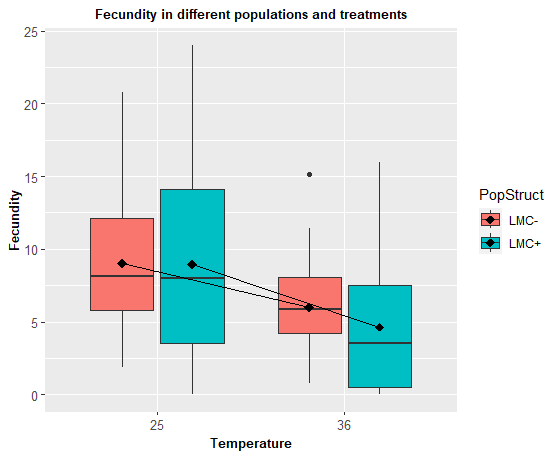 Fecundity in different populations and treatments
25
20
15
10
5
0
Fecundity
25
36
Temperature
PopStruct
LMC-
LMC+